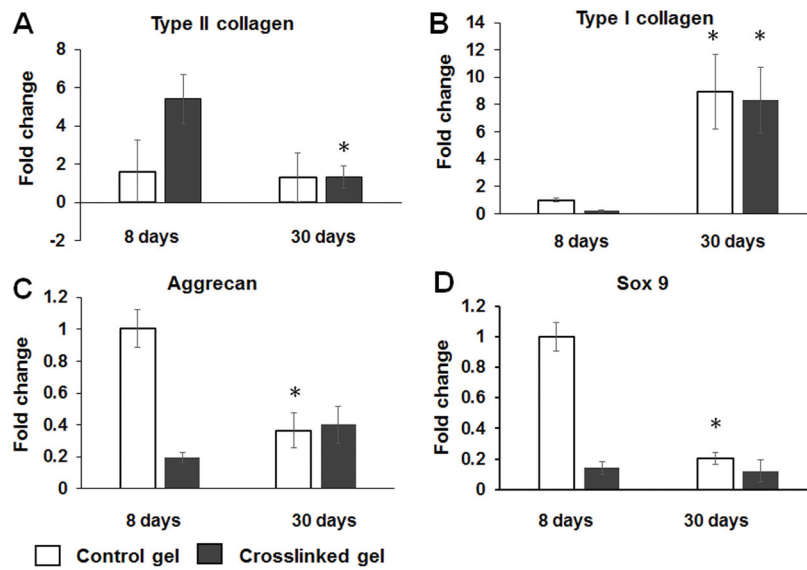 A
Type II collagen
Fold change
8
6
4
2
0
-2
8 days
30 days
*
B
Type I collagen
Fold change
14
12
10
8
6
4
2
0
8 days
30 days
*
*
C
Aggrecan
Fold change
1.2
1
0.8
0.6
0.4
0.2
0
8 days
30 days
*
D
Sox 9
Fold change
1.2
1
0.8
0.6
0.4
0.2
0
8 days
30 days
*
Control gel
Crosslinked gel